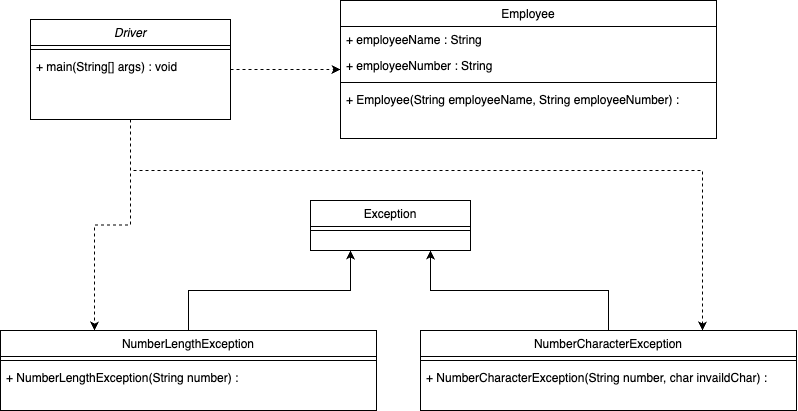 Driver
+ main(String[] args) : void
Employee
+ employeeName : String
+ employeeNumber : String
+ Employee(String employeeName, String employeeNumber) :
Exception
NumberLengthException
+ NumberLengthException(String number) :
NumberCharacterException
+ NumberCharacterException(String number, char invaildChar) :